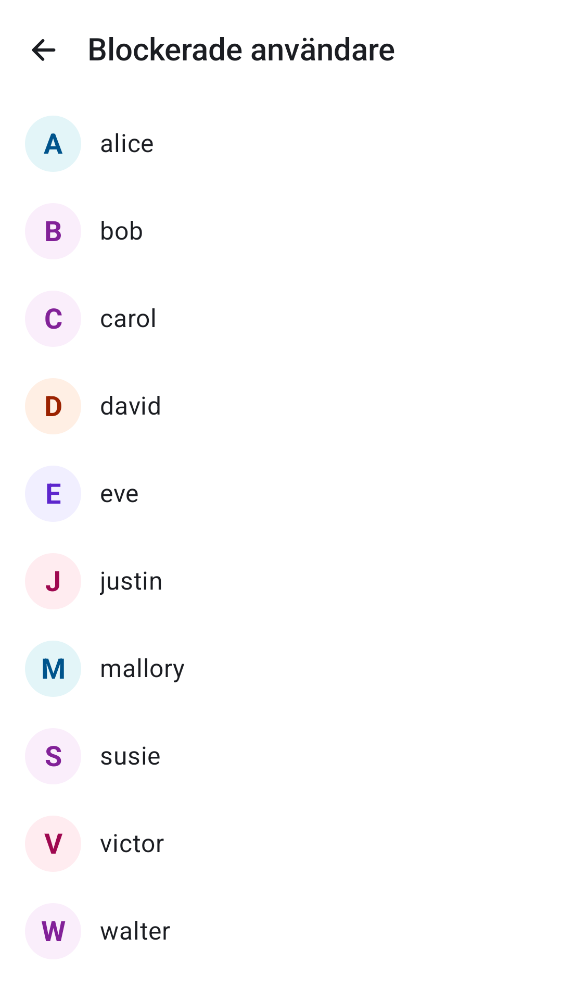 Blockerade användare
A alice
B bob
C carol
D david
E eve
J justin
M mallory
S susie
V victor
W walter